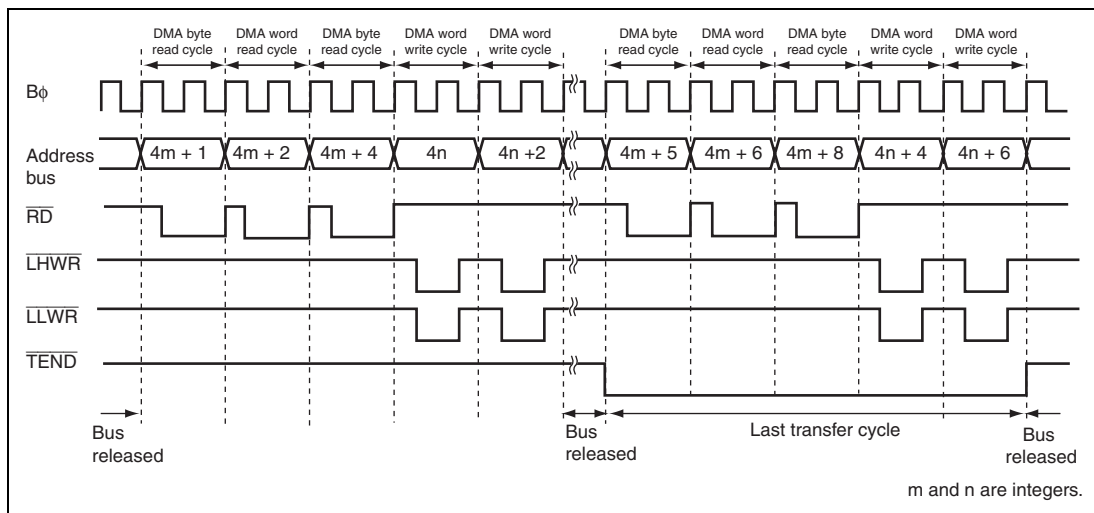 DMA byte read cycle DMA word read cycle DMA byte read cycle DMA word write cycle DMA word write cycle DMA byte read cycle DMA word read cycle DMA byte read cycle DMA word write cycle DMA word write cycle
Bϕ
Address bus 4m + 1 4m + 2 4m + 4 4n 4n +2 4m + 5 4m + 6 4m + 8 4n + 4 4n + 6
RD
LHWR
LLWR
TEND
Bus released Bus released Last transfer cycle Bus released
m and n are integers.